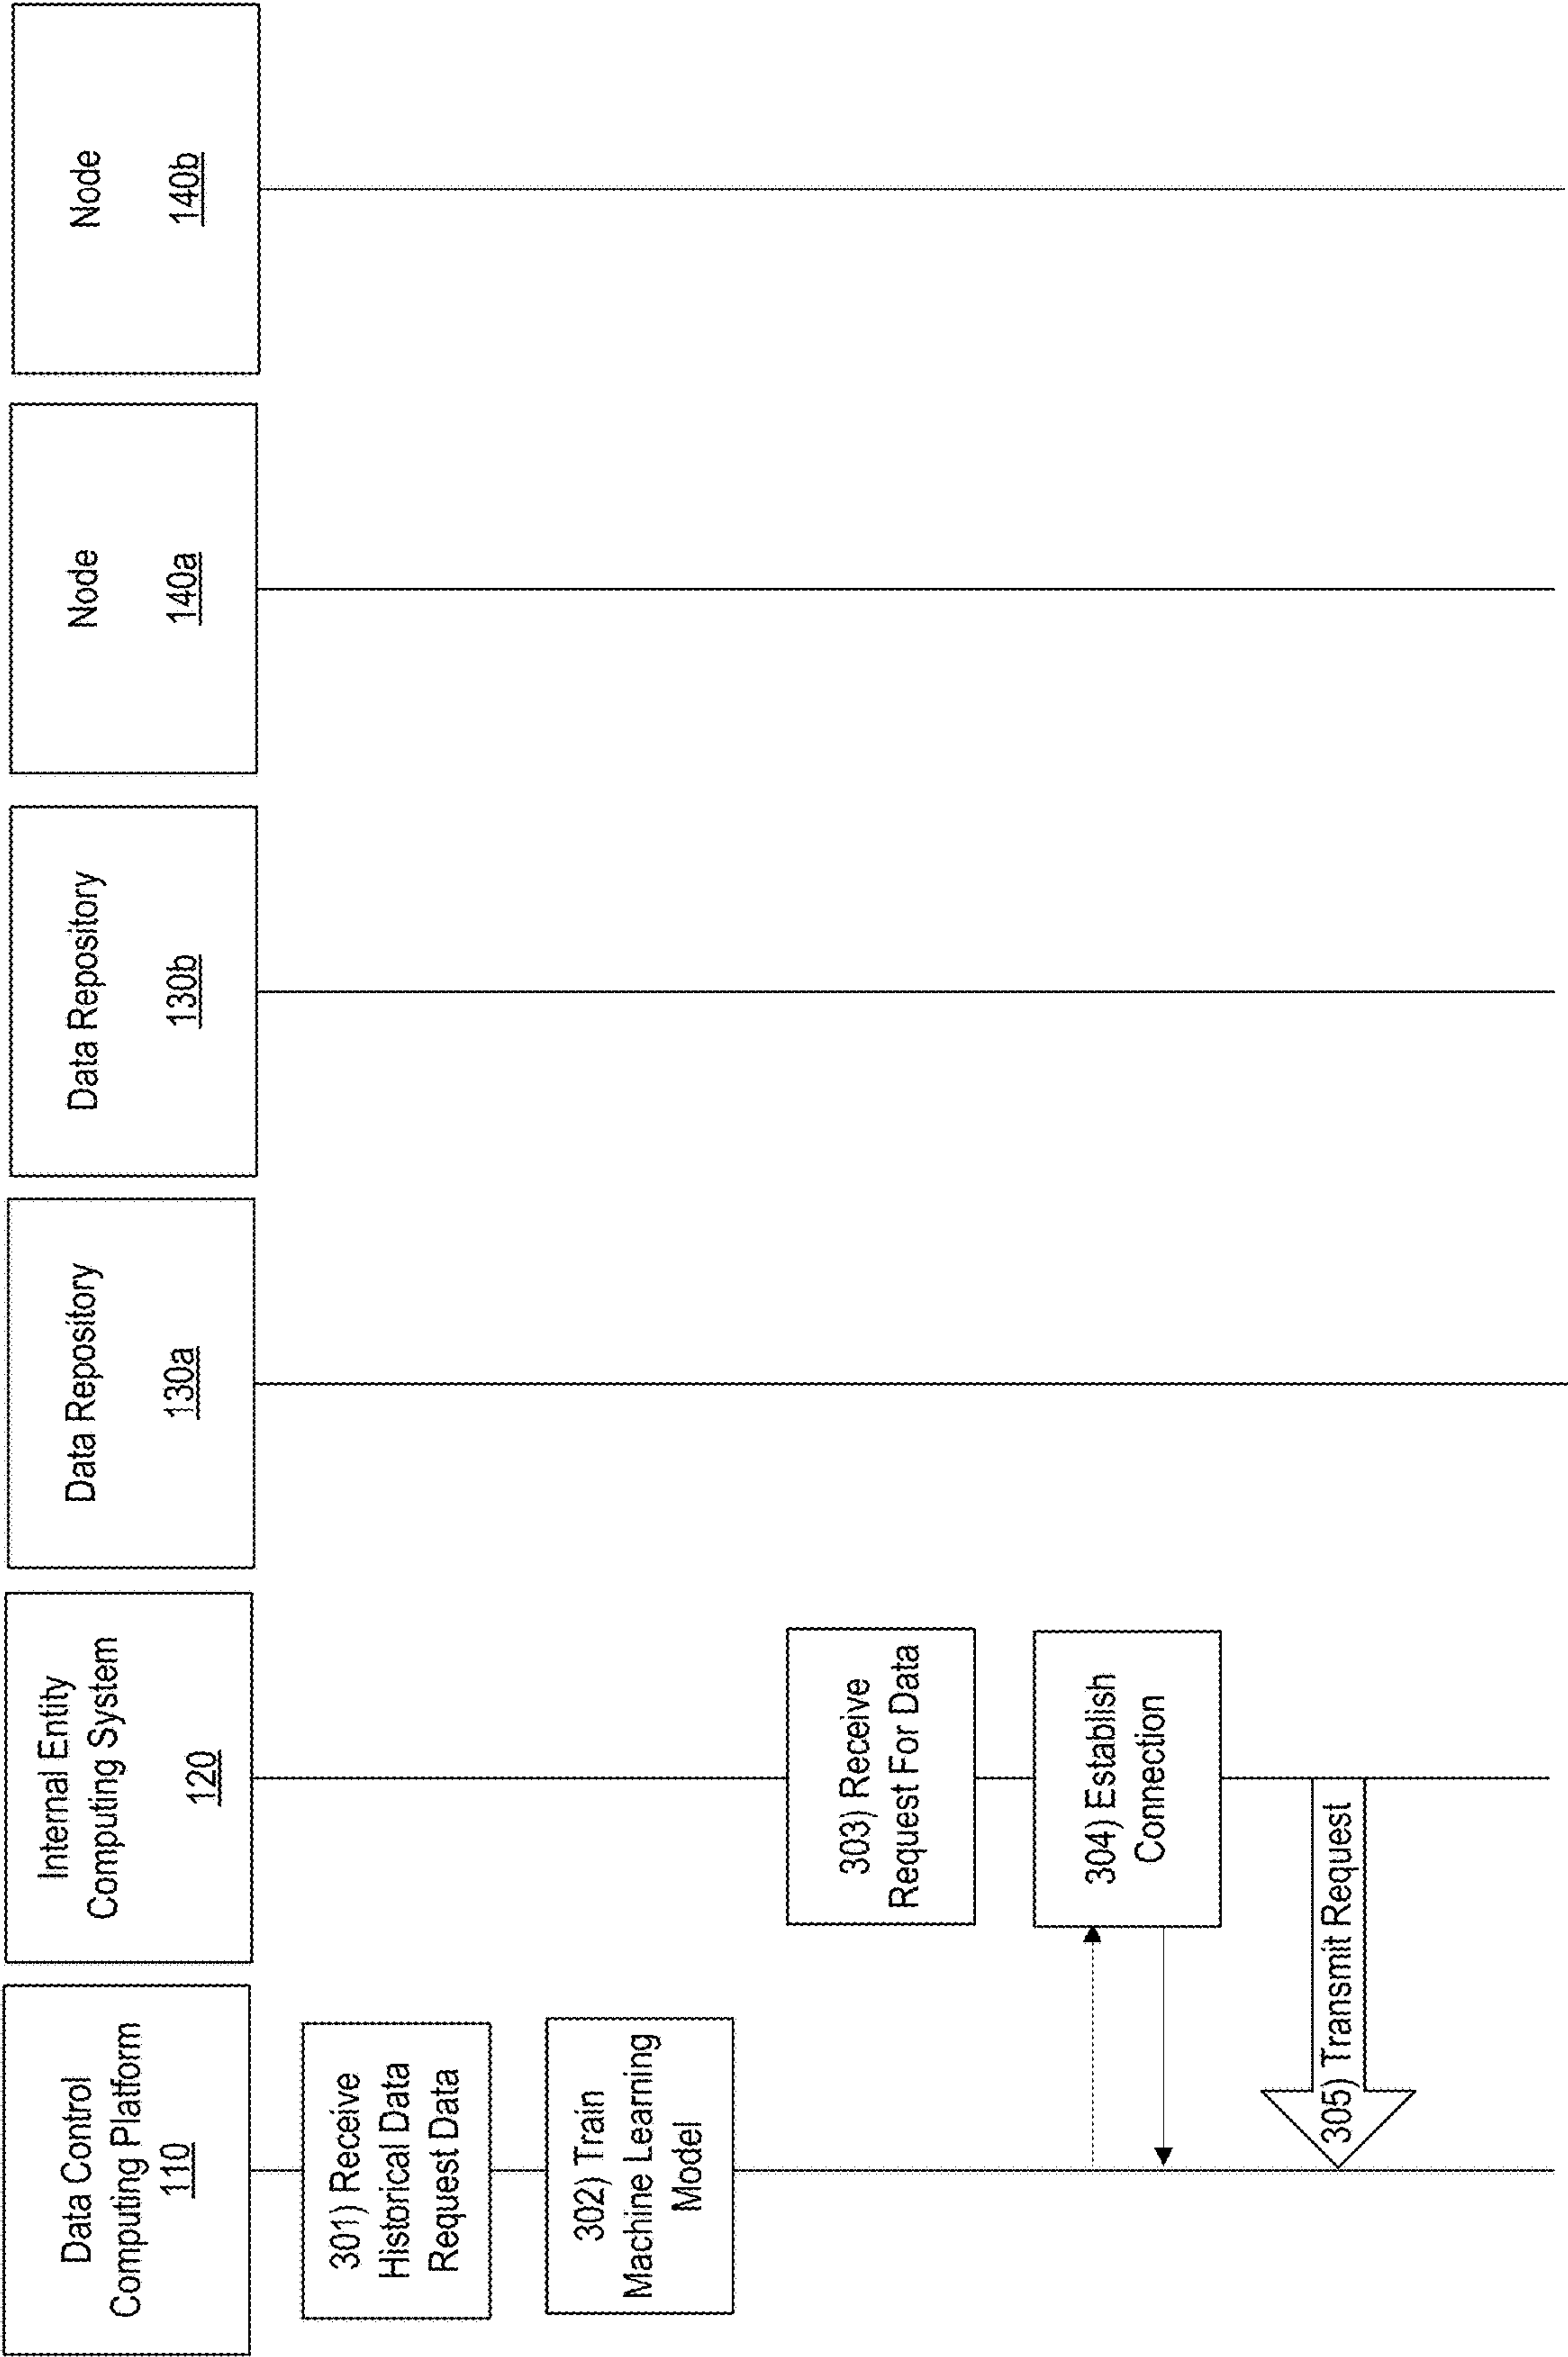 Data Control
Computing Platform
110
Internal Entity
Computing System
120
Data Repository
130a
Data Repository
130b
Node
140a
Node
140b
301) Receive
Historical Data
Request Data
302) Train
Machine Learning
Model
303) Receive
Request For Data
304) Establish
Connection
305) Transmit Request